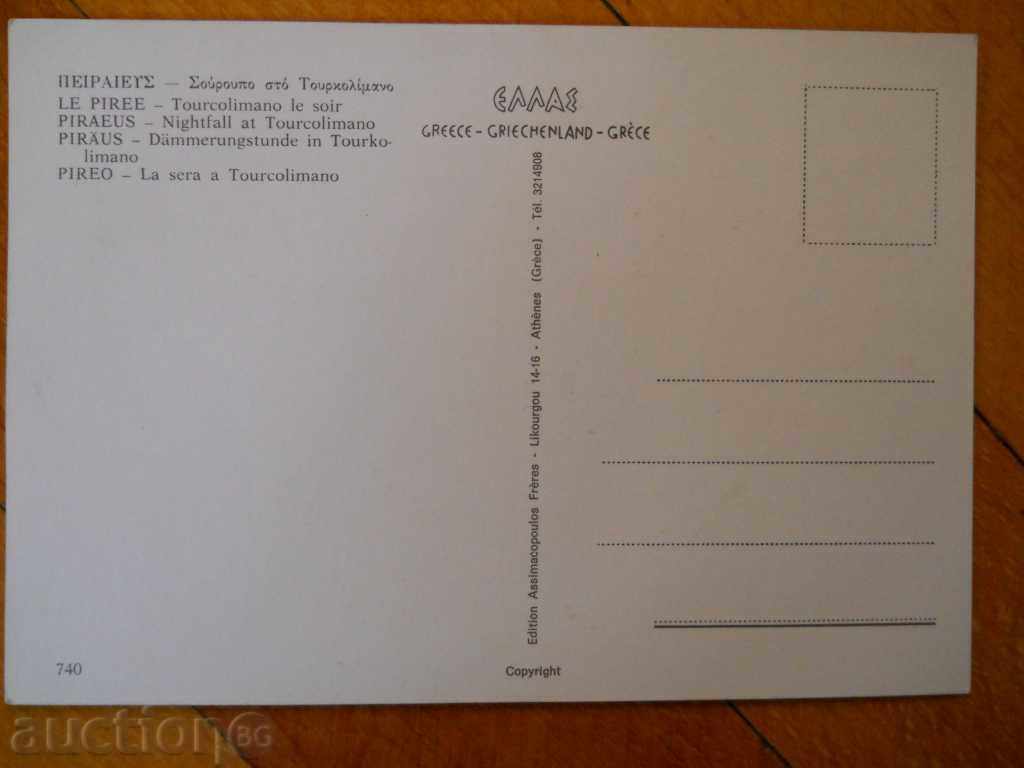 ΠΕΙΡΑΙΕΥΣ — Σούρουπο στό Τουρκολίμανο
LE PIREE – Tourcolimano le soir
PIRAEUS – Nightfall at Tourcolimano
PIRÄUS – Dämmerungstunde in Tourko-
limano
PIREO – La sera a Tourcolimano
ΕΛΛΑΣ
GREECE - GRIECHENLAND - GRÈCE
Edition Assimacopoulos Frères - Likourgou 14-16 - Athènes (Grèce) - Tél. 3214908
740
Copyright
auction BG